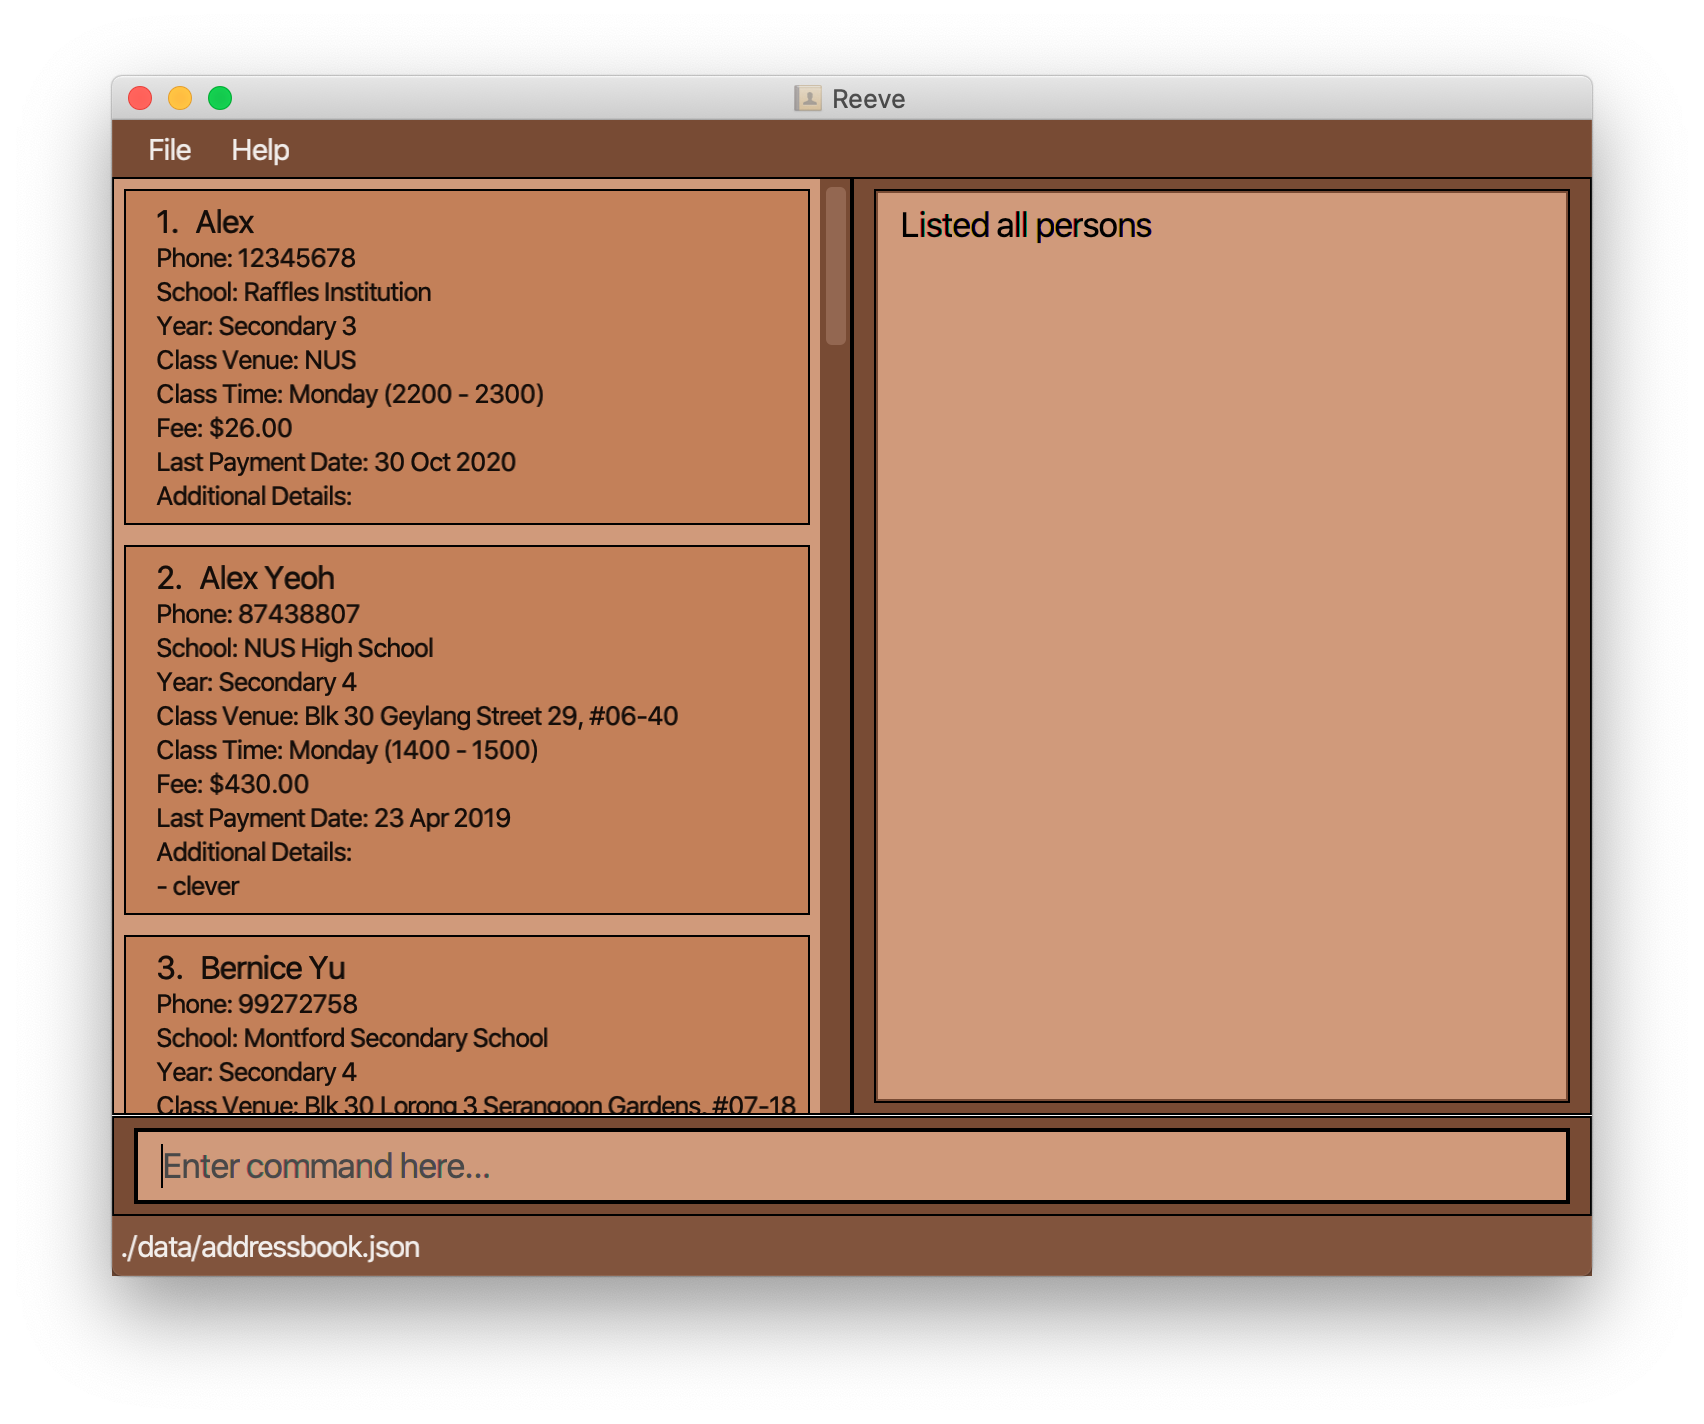 Reeve
File Help
1. Alex
Phone: 12345678
School: Raffles Institution
Year: Secondary 3
Class Venue: NUS
Class Time: Monday (2200 - 2300)
Fee: $26.00
Last Payment Date: 30 Oct 2020
Additional Details:
2. Alex Yeoh
Phone: 87438807
School: NUS High School
Year: Secondary 4
Class Venue: Blk 30 Geylang Street 29, #06-40
Class Time: Monday (1400 - 1500)
Fee: $430.00
Last Payment Date: 23 Apr 2019
Additional Details:
- clever
3. Bernice Yu
Phone: 99272758
School: Montford Secondary School
Year: Secondary 4
Class Venue: Blk 30 Lorong 3 Serangoon Gardens, #07-18
Listed all persons
Enter command here...
./data/addressbook.json